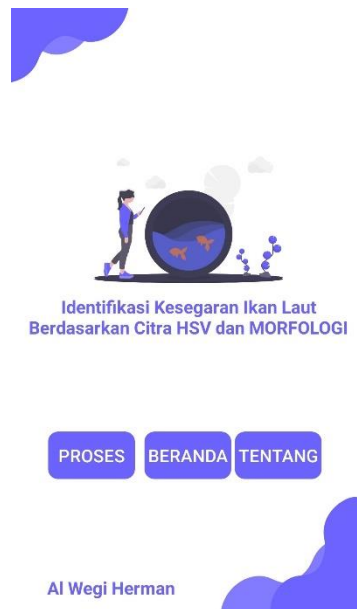 Identifikasi Kesegaran Ikan Laut
Berdasarkan Citra HSV dan MORFOLOGI
PROSES BERANDA TENTANG
Al Wegi Herman